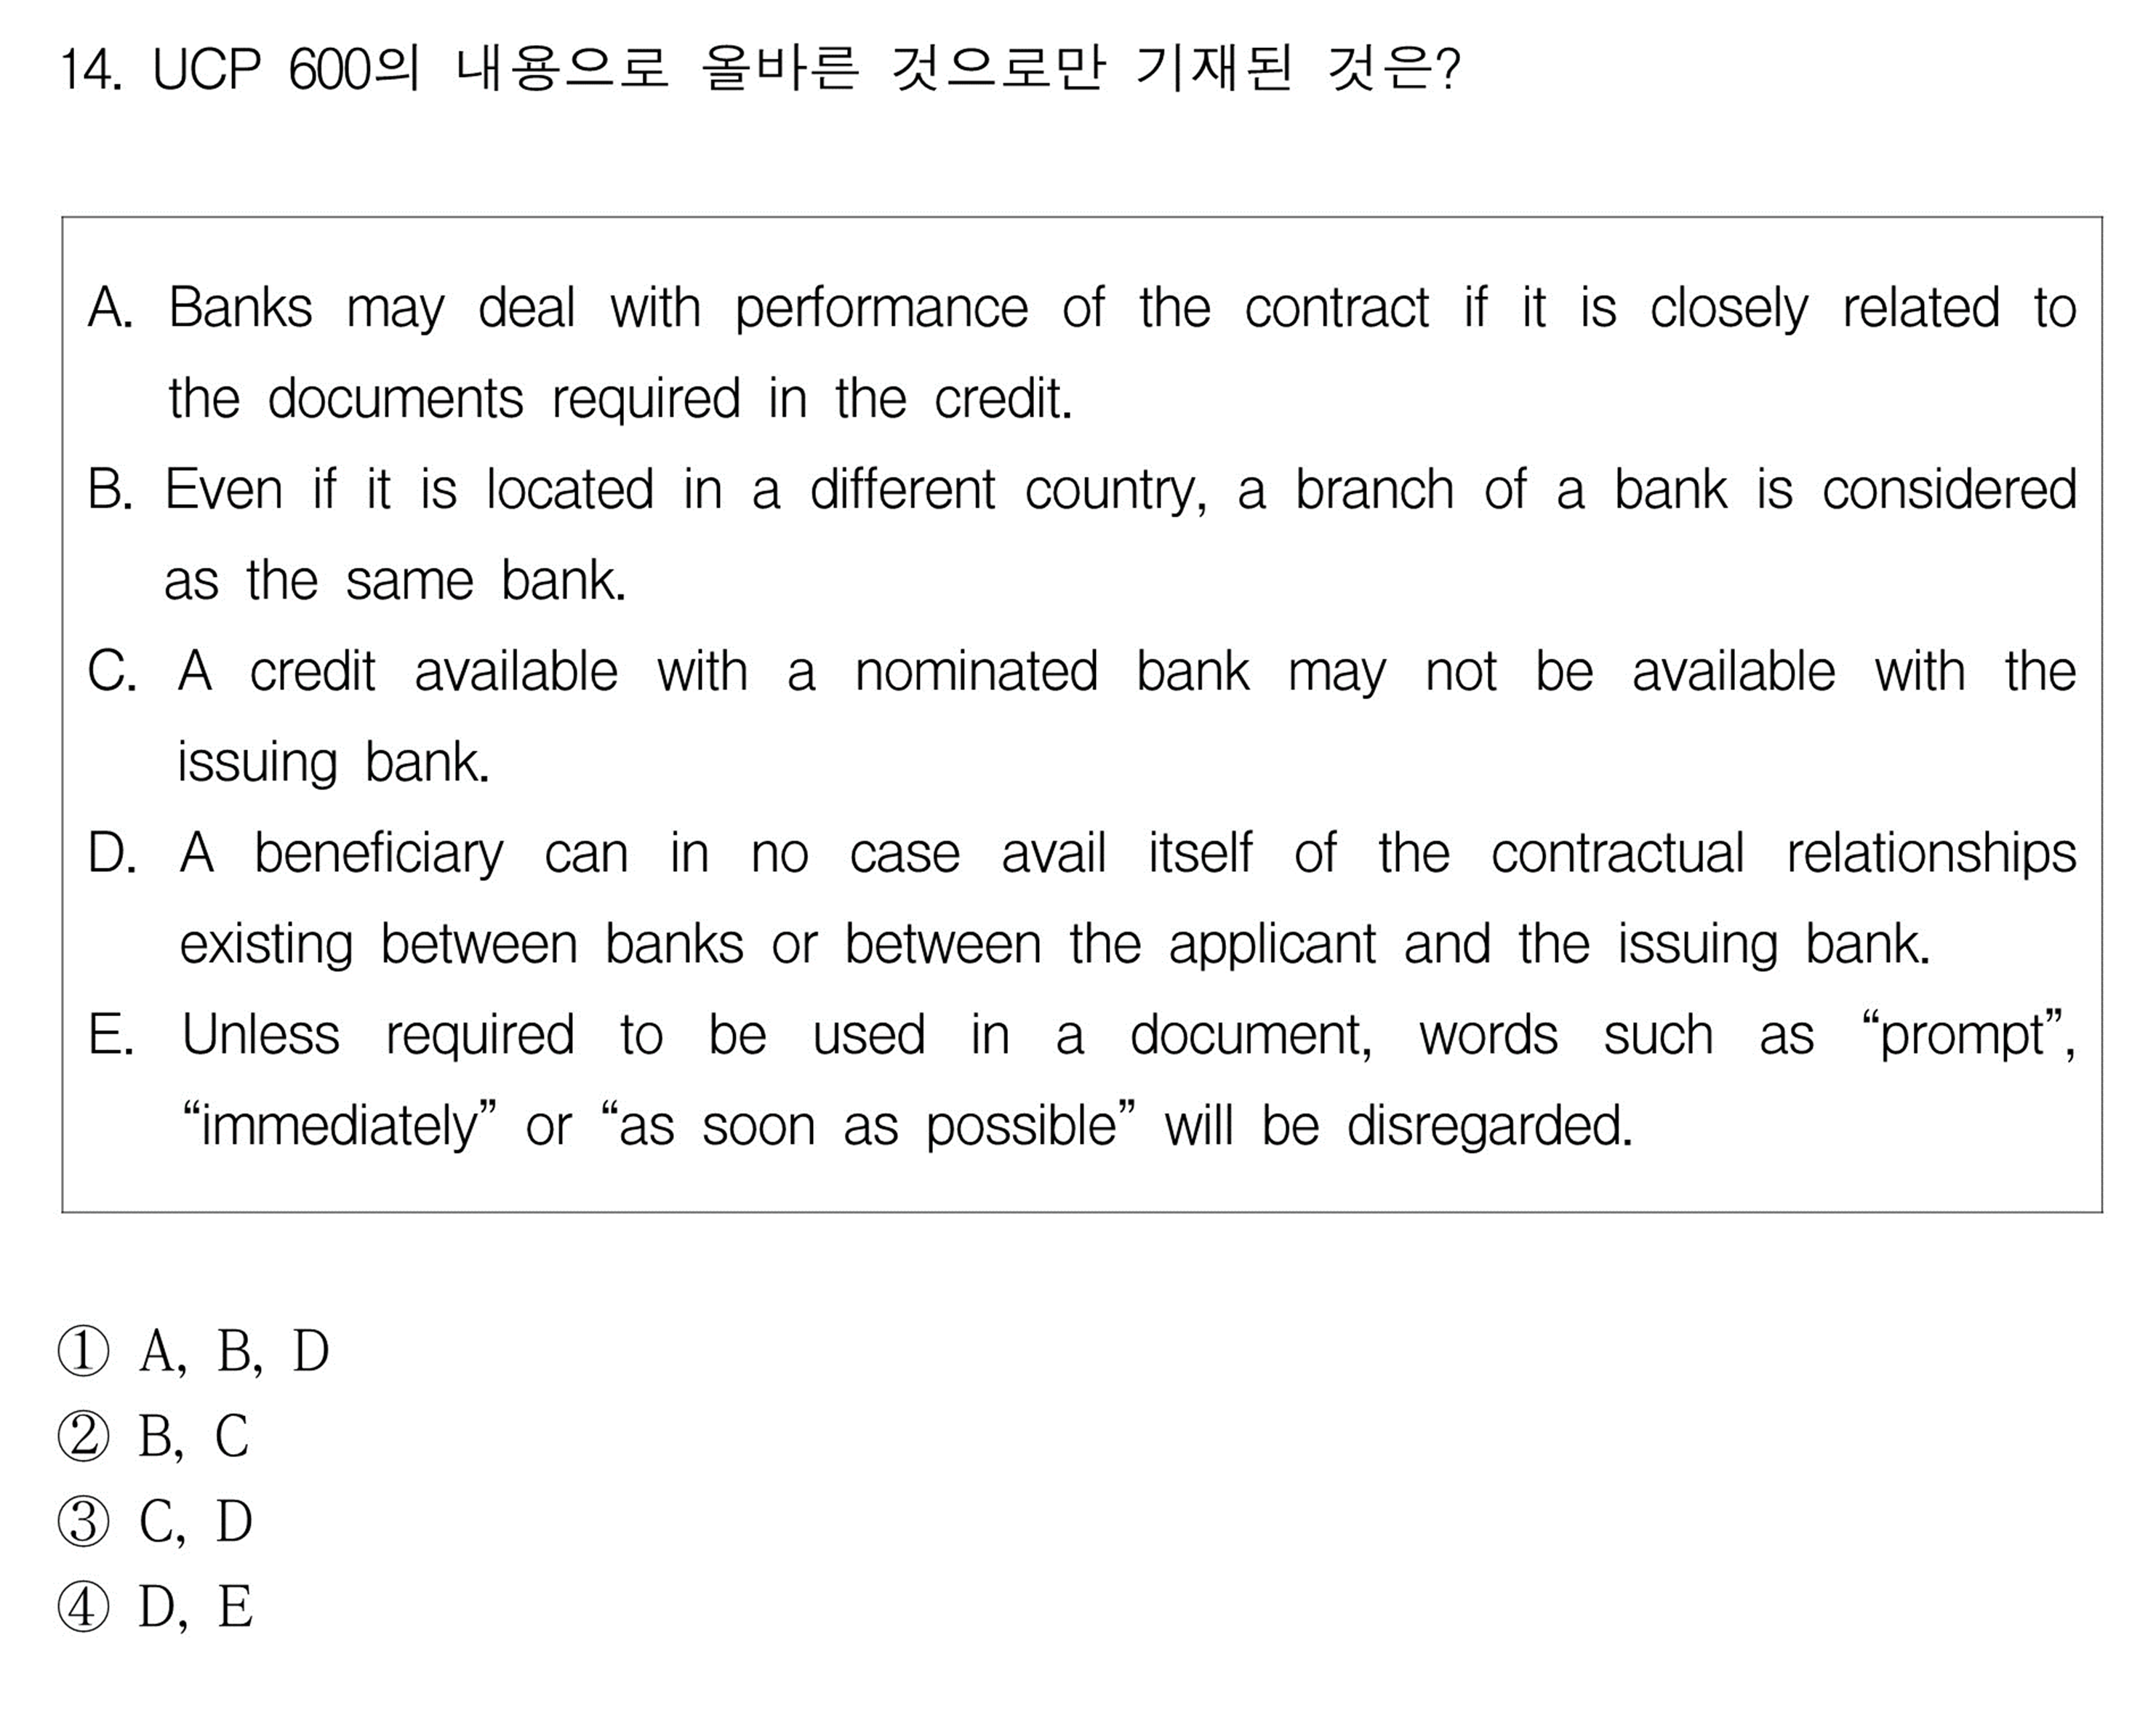 14. UCP 600의 내용으로 올바른 것으로만 기재된 것은?
A. Banks may deal with performance of the contract if it is closely related to
the documents required in the credit.
B. Even if it is located in a different country, a branch of a bank is considered
as the same bank.
C. A credit available with a nominated bank may not be available with the
issuing bank.
D. A beneficiary can in no case avail itself of the contractual relationships
existing between banks or between the applicant and the issuing bank.
E. Unless required to be used in a document, words such as “prompt”,
“immediately” or “as soon as possible” will be disregarded.
① A, B, D
② B, C
③ C, D
④ D, E